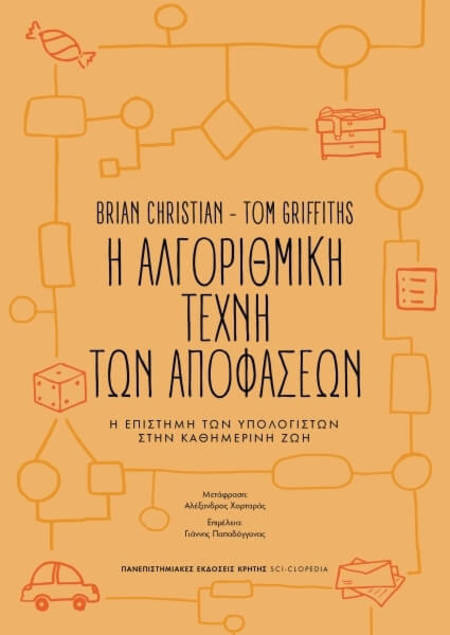 BRIAN CHRISTIAN – TOM GRIFFITHS
Η ΑΛΓΟΡΙΘΜΙΚΗ
ΤΕΧΝΗ
ΤΩΝ ΑΠΟΦΑΣΕΩΝ
Η ΕΠΙΣΤΗΜΗ ΤΩΝ ΥΠΟΛΟΓΙΣΤΩΝ
ΣΤΗΝ ΚΑΘΗΜΕΡΙΝΗ ΖΩΗ
Μετάφραση:
Αλέξανδρος Χορταράς
Επιμέλεια:
Γιάννης Παπαδόγγονας
ΠΑΝΕΠΙΣΤΗΜΙΑΚΕΣ ΕΚΔΟΣΕΙΣ ΚΡΗΤΗΣ SCI-CLOPEDIA